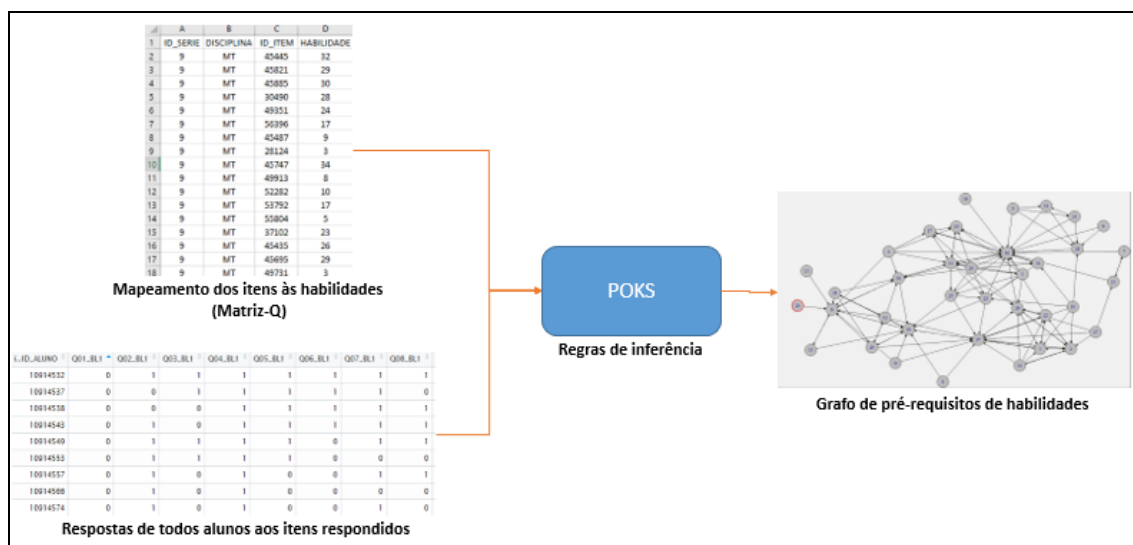 A B C D
1 ID_SERIE DISCIPLINA ID_ITEM HABILIDADE
2 9 MT 45445 32
3 9 MT 45821 29
4 9 MT 45885 30
5 9 MT 30490 28
6 9 MT 49351 24
7 9 MT 56396 17
8 9 MT 45487 9
9 9 MT 28124 3
10 9 MT 45747 34
11 9 MT 49913 8
12 9 MT 52282 10
13 9 MT 53792 17
14 9 MT 55804 5
15 9 MT 37102 23
16 9 MT 45435 26
17 9 MT 45695 29
18 9 MT 49731 3
Mapeamento dos itens às habilidades
(Matriz-Q)
POKS
Regras de inferência
Grafo de pré-requisitos de habilidades
ID_ALUNO Q01_BL1 Q02_BL1 Q03_BL1 Q04_BL1 Q05_BL1 Q06_BL1 Q07_BL1 Q08_BL1
10914532 0 1 1 1 1 1 1 1
10914537 0 0 1 1 1 1 1 0
10914538 0 0 0 1 1 1 1 1
10914543 0 1 0 1 1 1 1 1
10914549 0 1 1 1 1 0 1 1
10914553 0 1 1 1 1 0 0 0
10914557 0 1 0 1 0 0 1 1
10914566 0 1 0 1 0 0 0 0
10914574 0 1 0 1 0 0 0 0
Respostas de todos alunos aos itens respondidos